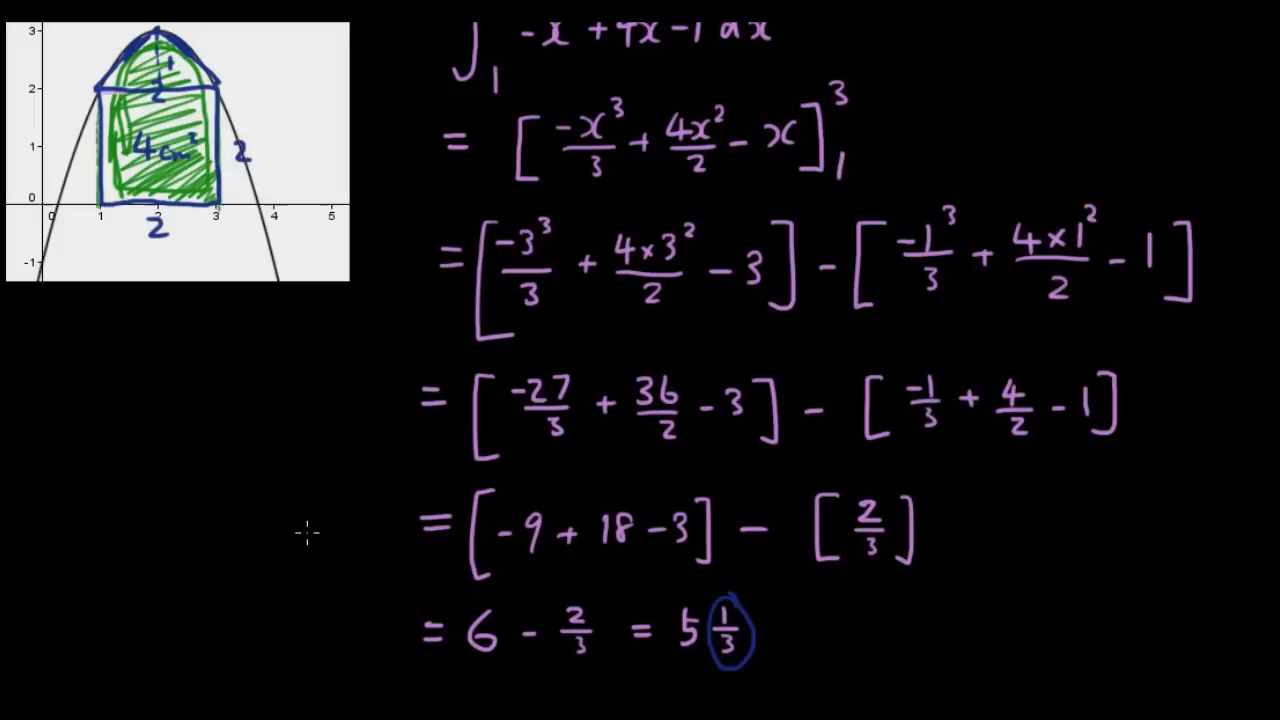 3
1
2 2
1 4cm² 2
0
0 1 2 3 4 5
2
-1
∫₁ -x + 4x - 1 dx
= [ -x³/3 + 4x²/2 - x ]₁³
= [ -3³/3 + 4×3²/2 - 3 ] - [ -1³/3 + 4×1²/2 - 1 ]
= [ -27/3 + 36/2 - 3 ] - [ -1/3 + 4/2 - 1 ]
= [ -9 + 18 - 3 ] - [ 2/3 ]
= 6 - 2/3 = 5 1/3